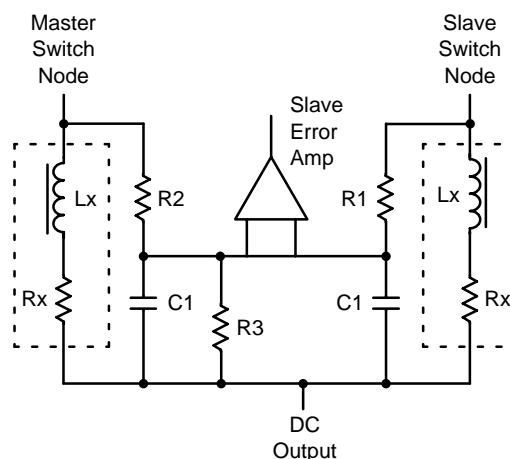 Master
Switch
Node
Slave
Switch
Node
Slave
Error
Amp
Lx
R2
R1
Lx
Rx
C1
R3
C1
Rx
DC
Output